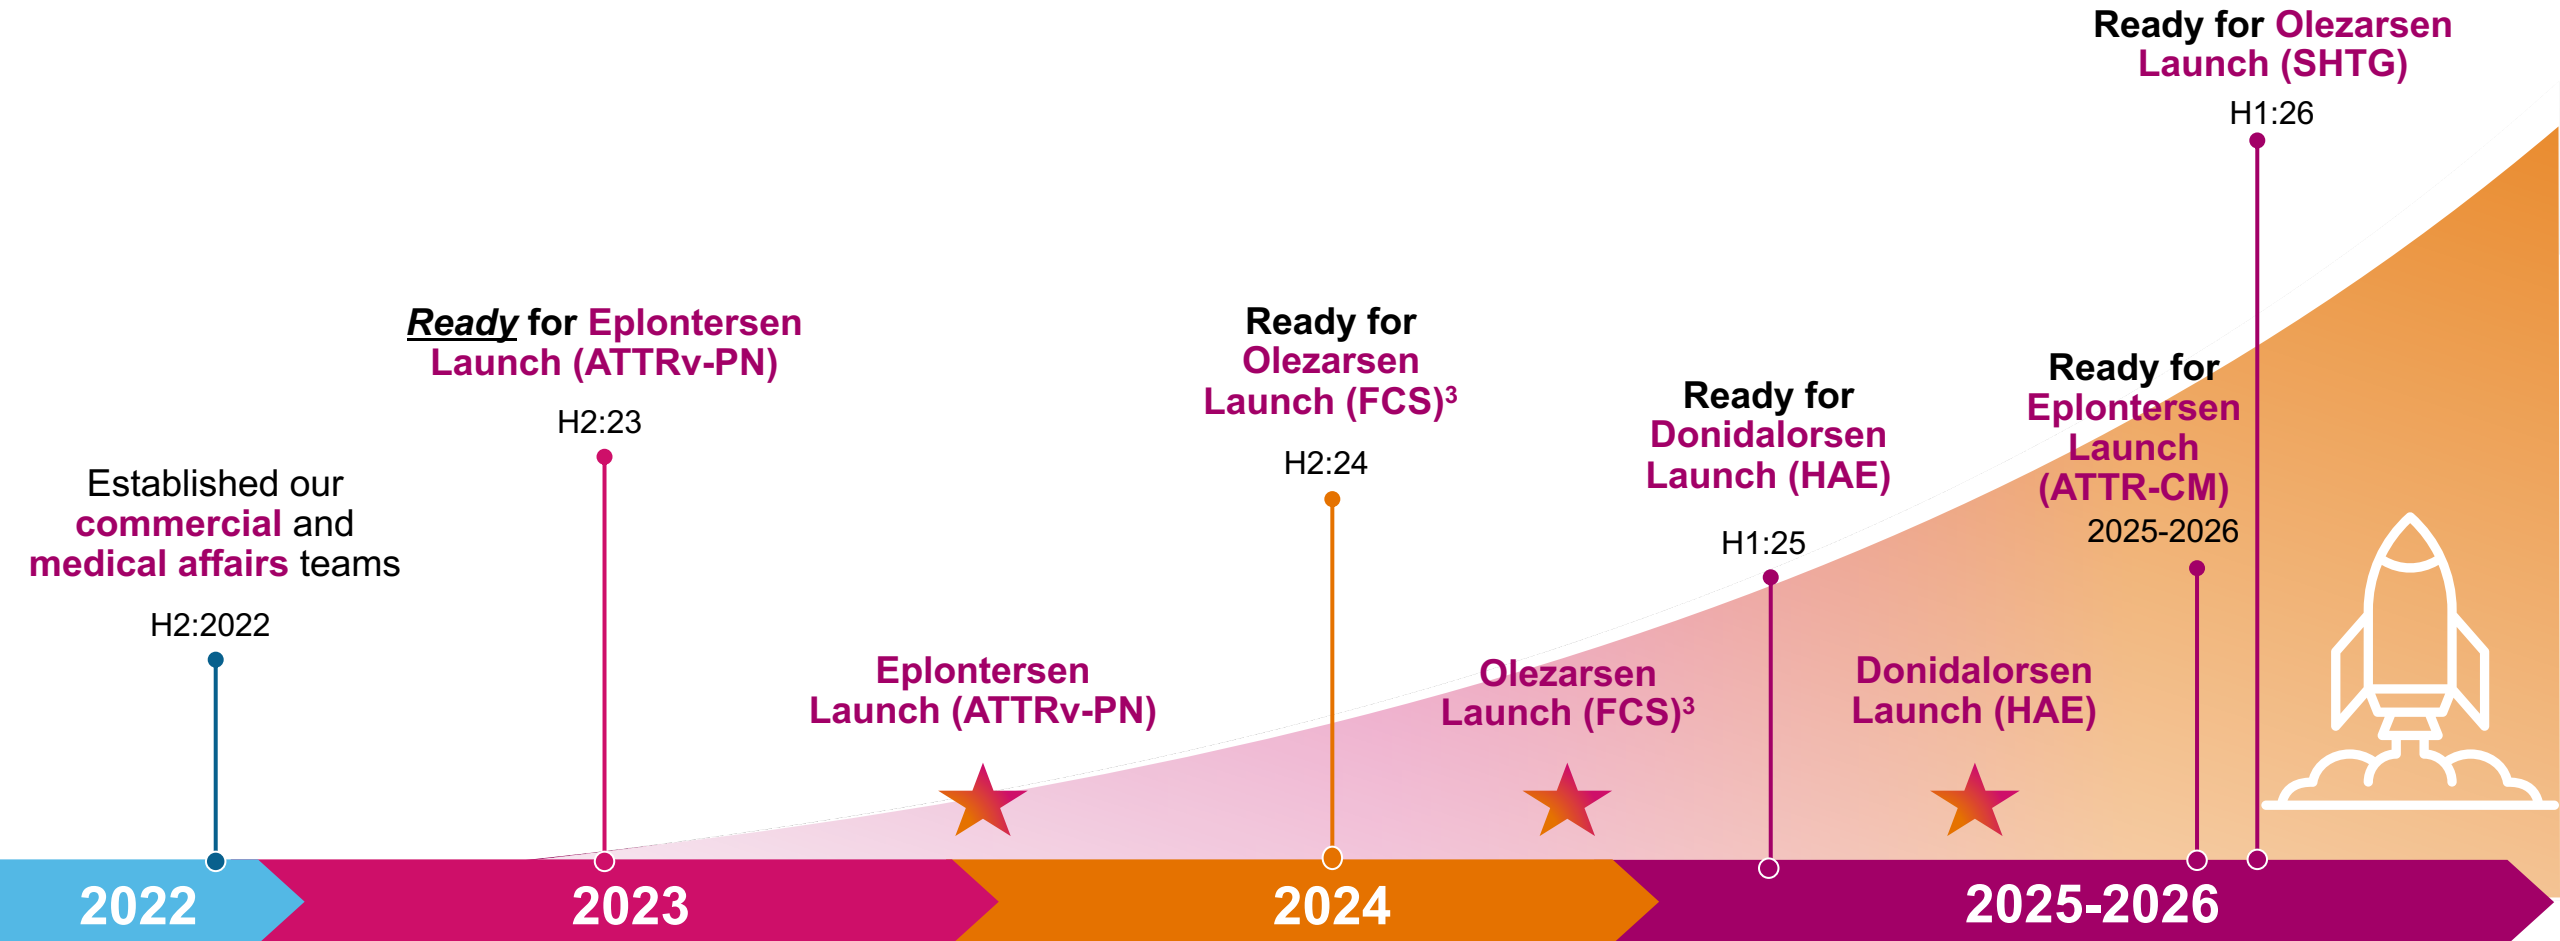 Established our
commercial and
medical affairs teams
H2:2022
Ready for Eplontersen
Launch (ATTRv-PN)
H2:23
Eplontersen
Launch (ATTRv-PN)
Ready for
Olezarsen
Launch (FCS)³
H2:24
Olezarsen
Launch (FCS)³
Ready for
Donidalorsen
Launch (HAE)
H1:25
Donidalorsen
Launch (HAE)
Ready for
Eplontersen
Launch
(ATTR-CM)
2025-2026
Ready for Olezarsen
Launch (SHTG)
H1:26
2022
2023
2024
2025-2026